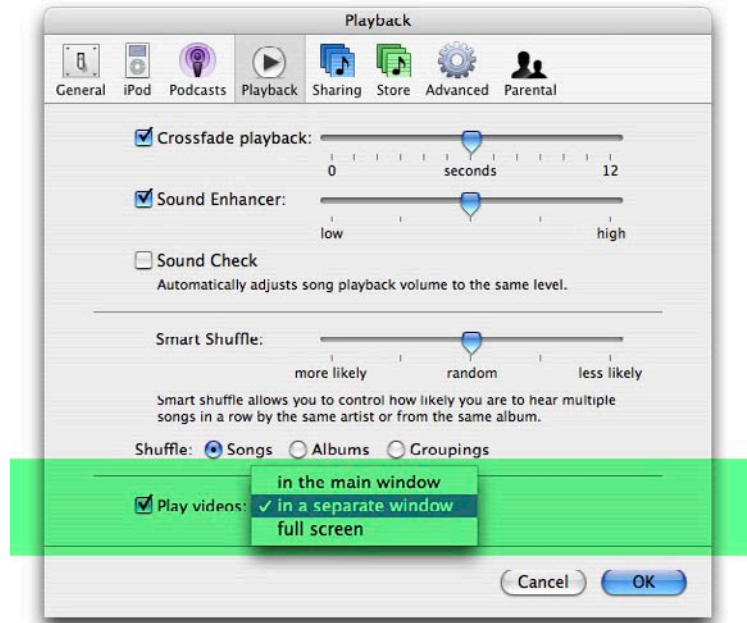 Playback
General iPod Podcasts Playback Sharing Store Advanced Parental
Crossfade playback:
0 seconds 12
Sound Enhancer:
low high
Sound Check
Automatically adjusts song playback volume to the same level.
Smart Shuffle:
more likely random less likely
Smart shuffle allows you to control how likely you are to hear multiple
songs in a row by the same artist or from the same album.
Shuffle: Songs Albums Groupings
in the main window
Play videos: ✓ in a separate window
full screen
Cancel OK